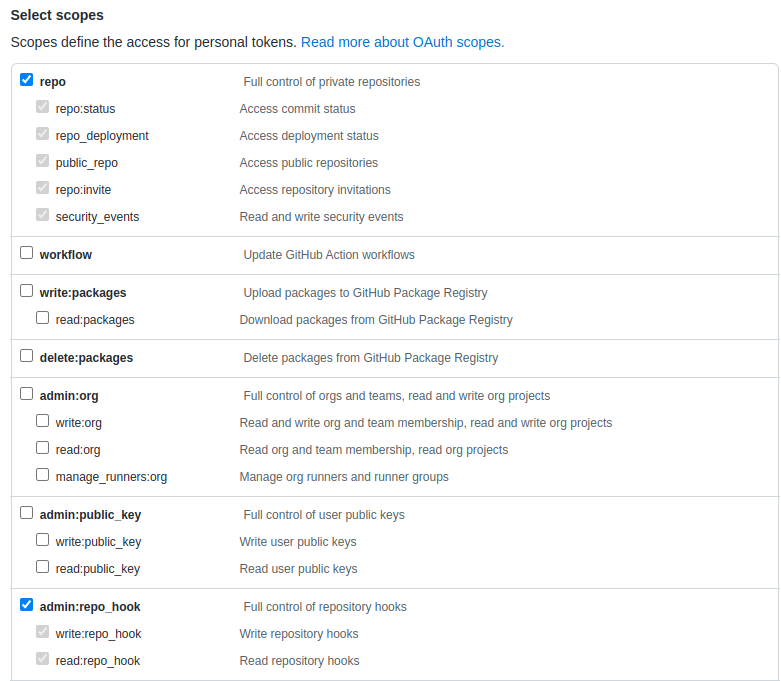 Select scopes
Scopes define the access for personal tokens. Read more about OAuth scopes.
repo Full control of private repositories
repo:status Access commit status
repo_deployment Access deployment status
public_repo Access public repositories
repo:invite Access repository invitations
security_events Read and write security events
workflow Update GitHub Action workflows
write:packages Upload packages to GitHub Package Registry
read:packages Download packages from GitHub Package Registry
delete:packages Delete packages from GitHub Package Registry
admin:org Full control of orgs and teams, read and write org projects
write:org Read and write org and team membership, read and write org projects
read:org Read org and team membership, read org projects
manage_runners:org Manage org runners and runner groups
admin:public_key Full control of user public keys
write:public_key Write user public keys
read:public_key Read user public keys
admin:repo_hook Full control of repository hooks
write:repo_hook Write repository hooks
read:repo_hook Read repository hooks